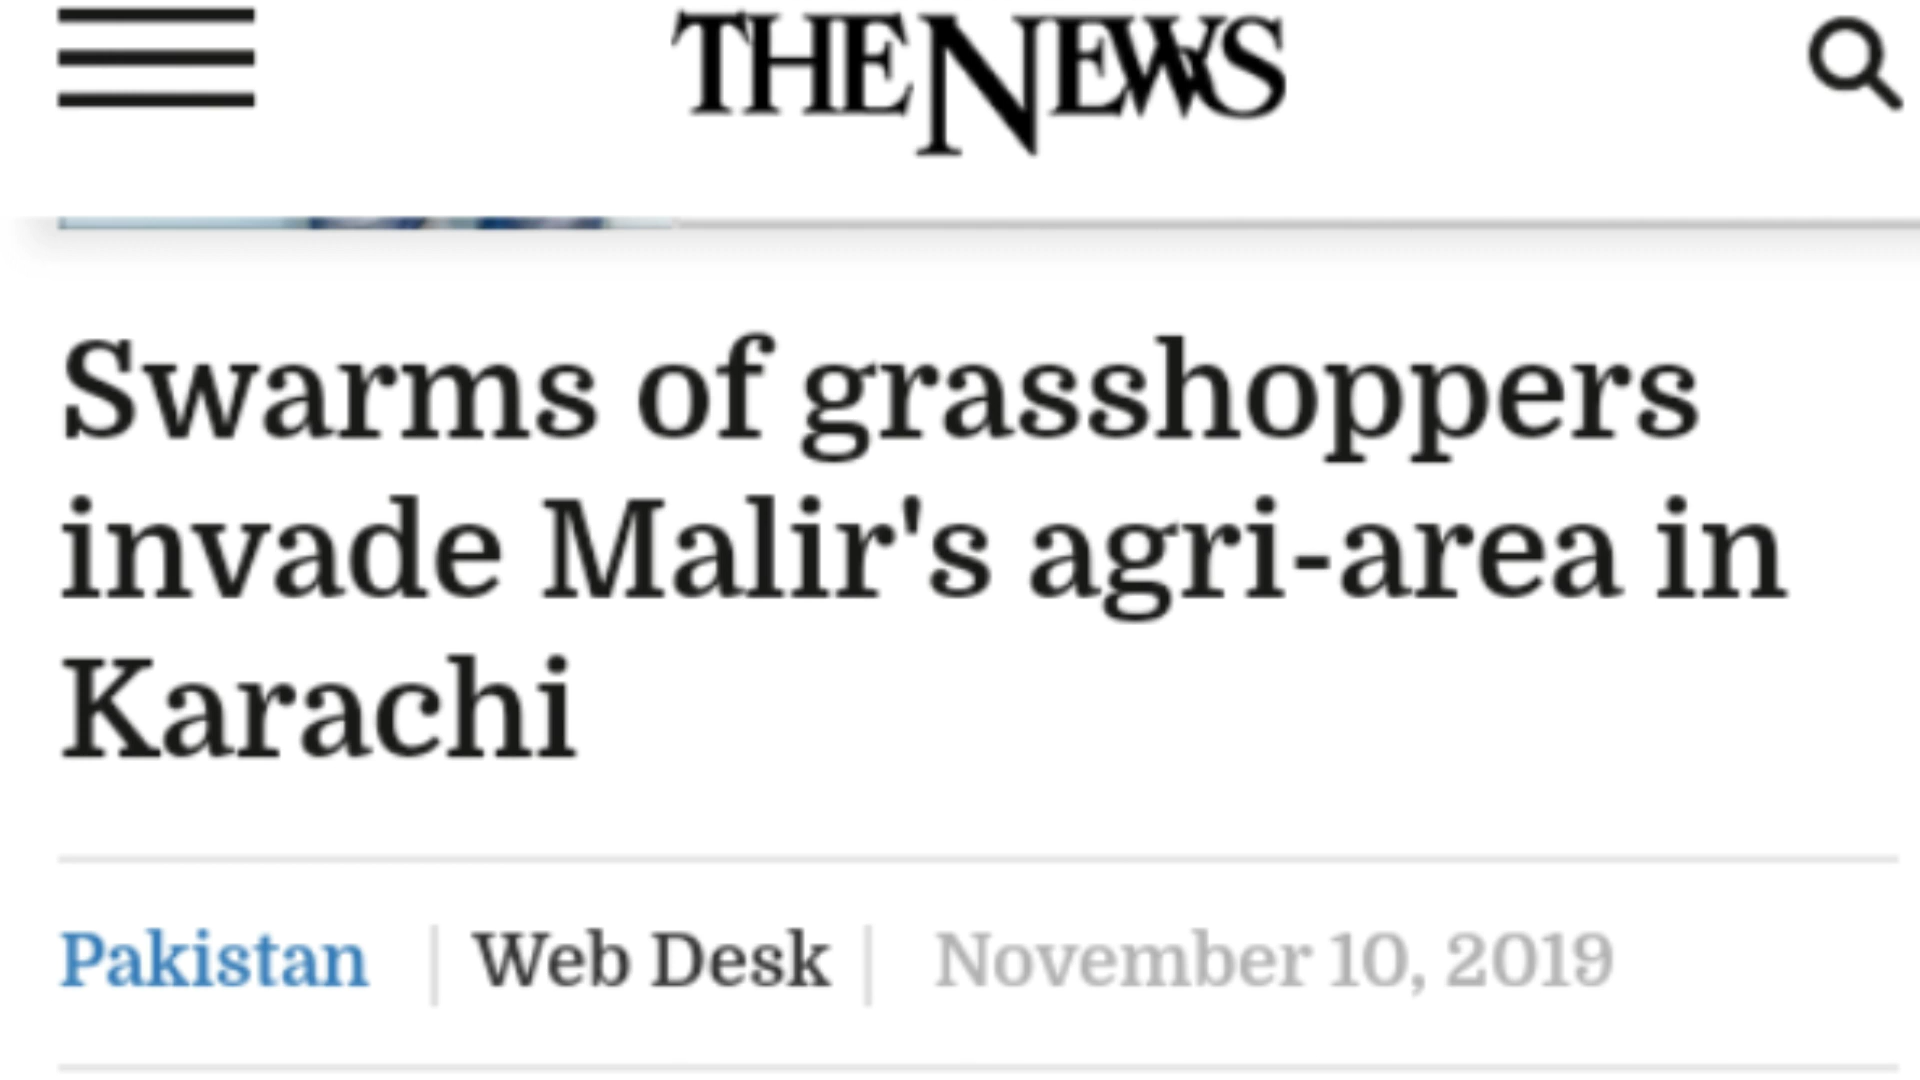 THE NEWS
Swarms of grasshoppers
invade Malir's agri-area in
Karachi
Pakistan | Web Desk | November 10, 2019